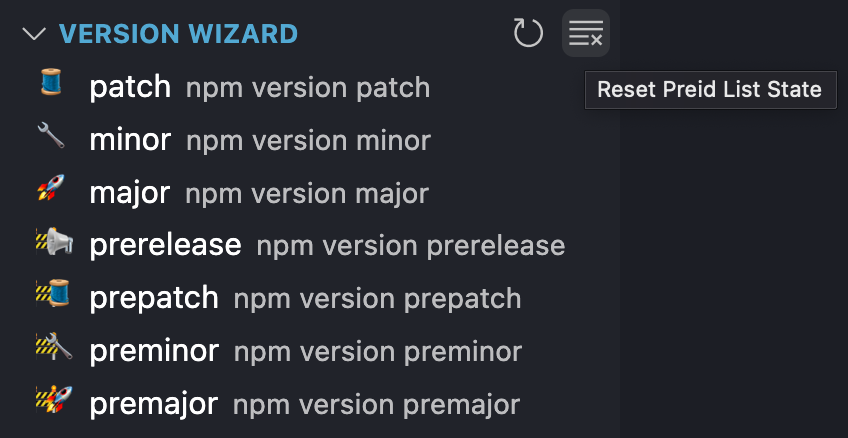 VERSION WIZARD
Reset Preid List State
patch npm version patch
minor npm version minor
major npm version major
prerelease npm version prerelease
prepatch npm version prepatch
preminor npm version preminor
premajor npm version premajor